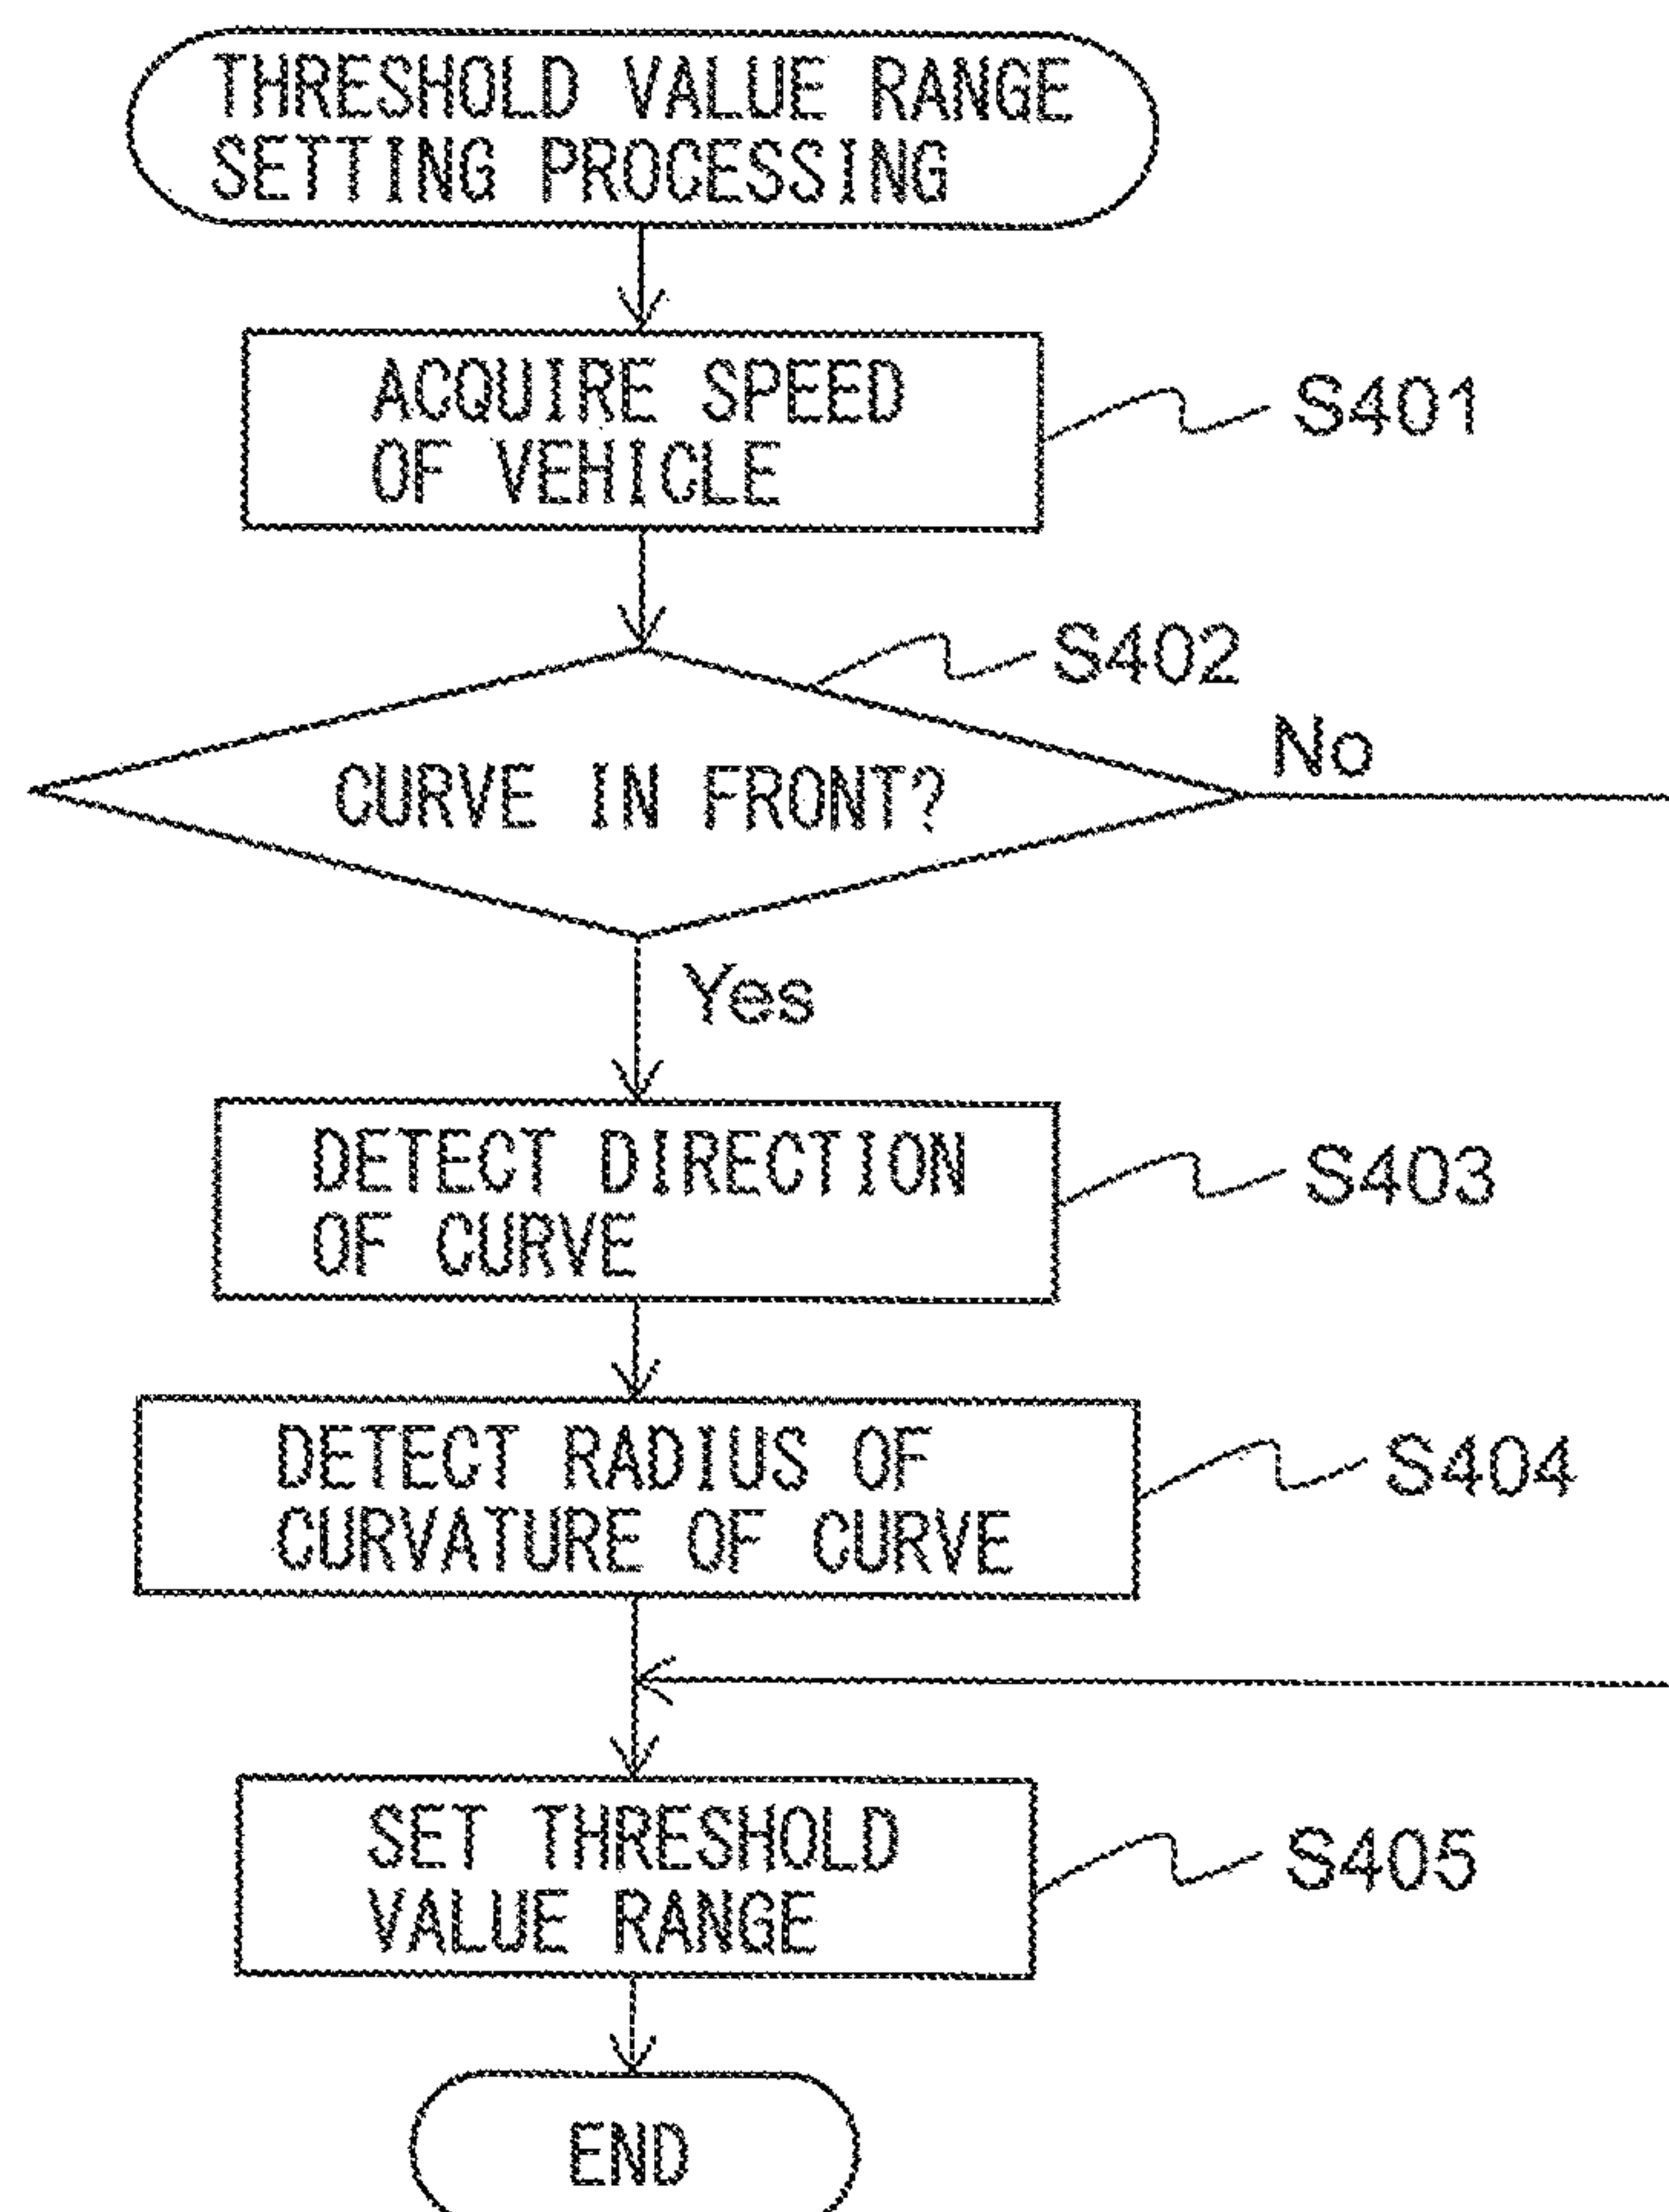 THRESHOLD VALUE RANGE
SETTING PROCESSING
ACQUIRE SPEED
OF VEHICLE
S401
S402
CURVE IN FRONT?
No
Yes
DETECT DIRECTION
OF CURVE
S403
DETECT RADIUS OF
CURVATURE OF CURVE
S404
SET THRESHOLD
VALUE RANGE
S405
END